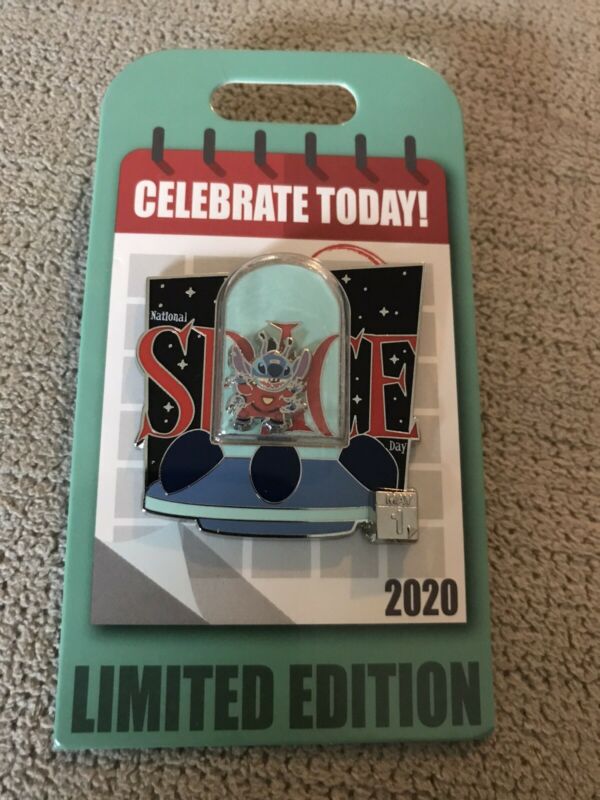 CELEBRATE TODAY!
National
SPACE
Day
MAY
1
2020
LIMITED EDITION